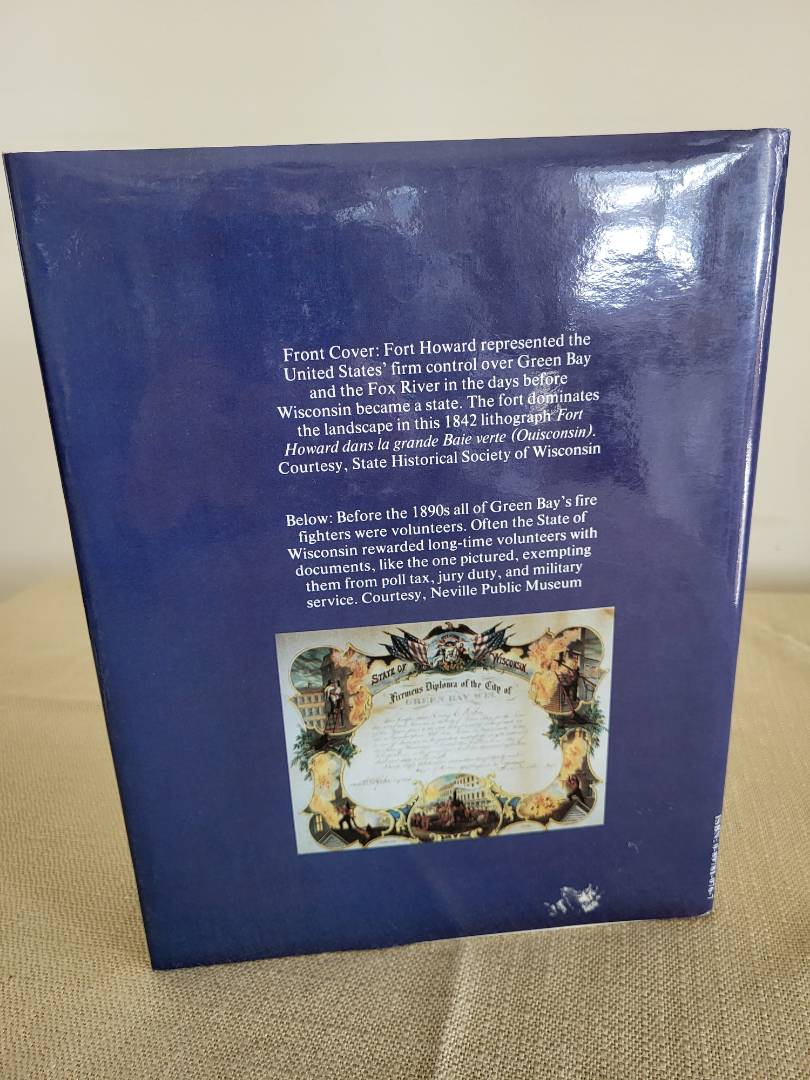 Front Cover: Fort Howard represented the
United States' firm control over Green Bay
and the Fox River in the days before
Wisconsin became a state. The fort dominates
the landscape in this 1842 lithograph Fort
Howard dans la grande Baie verte (Ouisconsin).
Courtesy, State Historical Society of Wisconsin
Below: Before the 1890s all of Green Bay's fire
fighters were volunteers. Often the State of
Wisconsin rewarded long-time volunteers with
documents, like the one pictured, exempting
them from poll tax, jury duty, and military
service. Courtesy, Neville Public Museum
STATE OF WISCONSIN
Firemens Diploma of the City of
GREEN BAY WIS
ISBN: